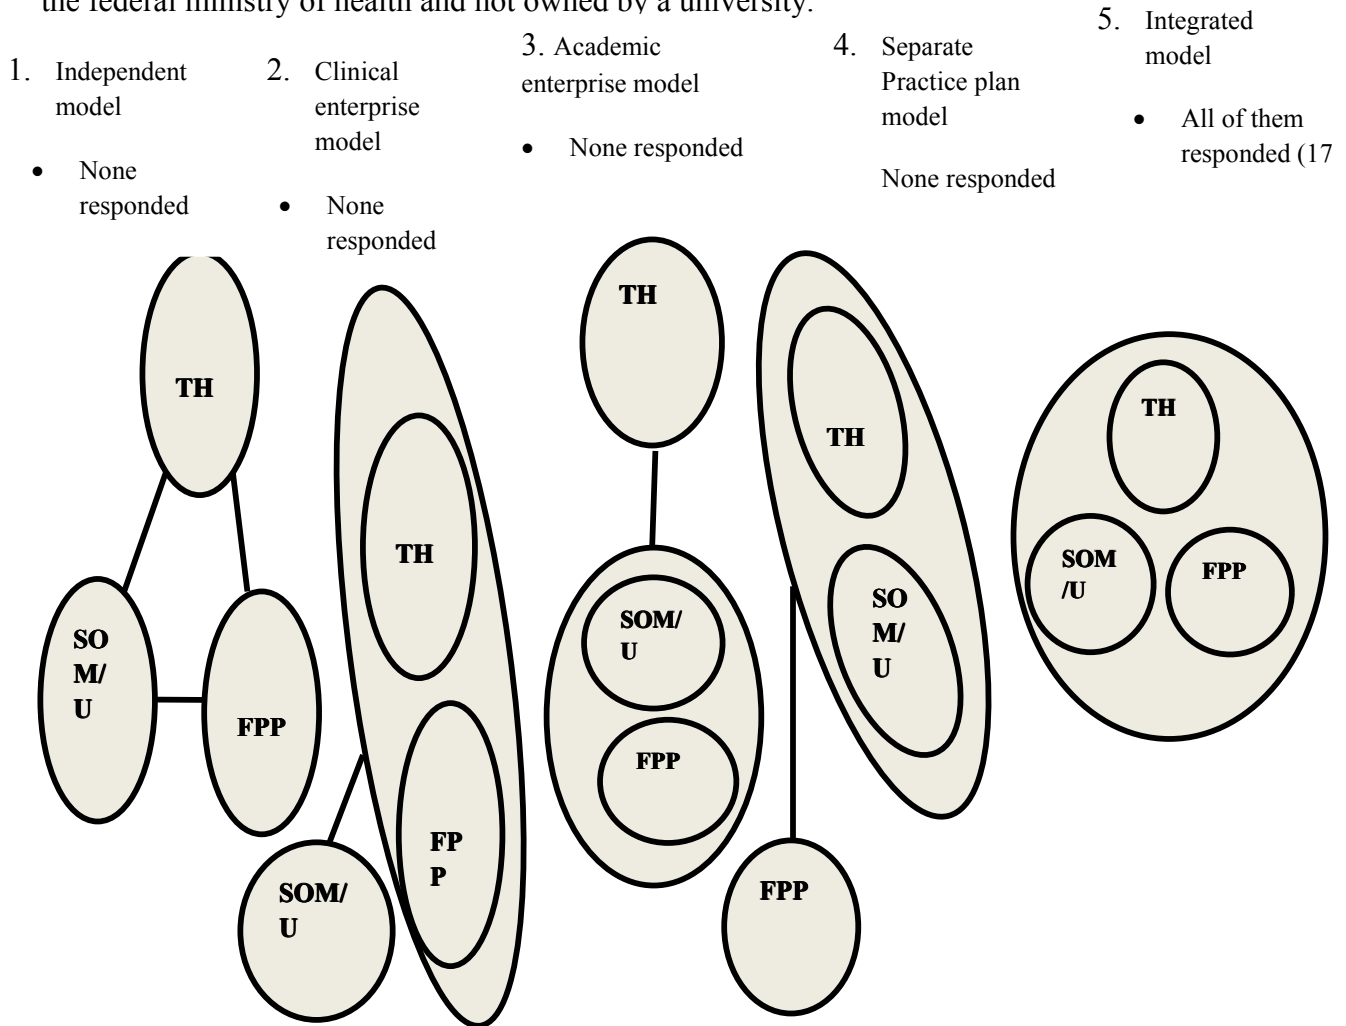 the federal ministry of health and not owned by a university.
1. Independent
model
• None
responded
2. Clinical
enterprise
model
• None
responded
3. Academic
enterprise model
• None responded
4. Separate
Practice plan
model
None responded
5. Integrated
model
• All of them
responded (17
TH
SO
M/
U
FPP
TH
FP
P
SOM/
U
TH
SOM/
U
FPP
TH
SO
M/
U
FPP
TH
SOM
/U
FPP